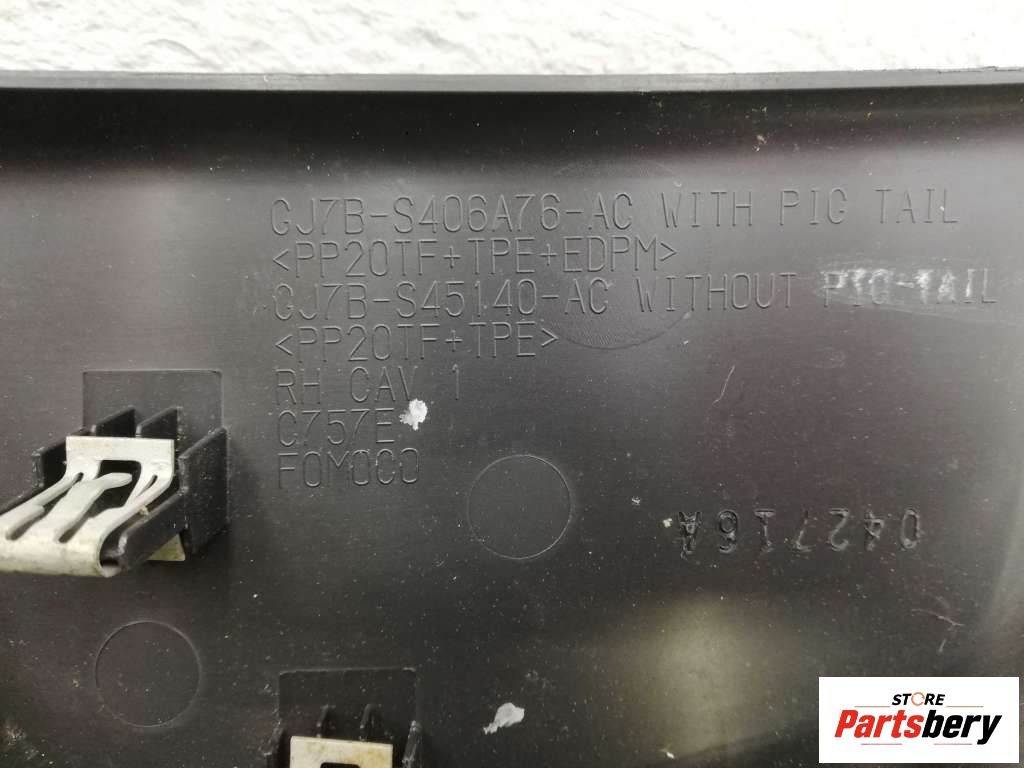 GJ7B-S406A76-AC WITH PIG TAIL
<PP20TF+TPE+EDPM>
GJ7B-S45140-AC WITHOUT PIG-TAIL
<PP20TF+TPE>
RH CAV 1
C757E
FOMOCO
042716A
STORE
Partsbery